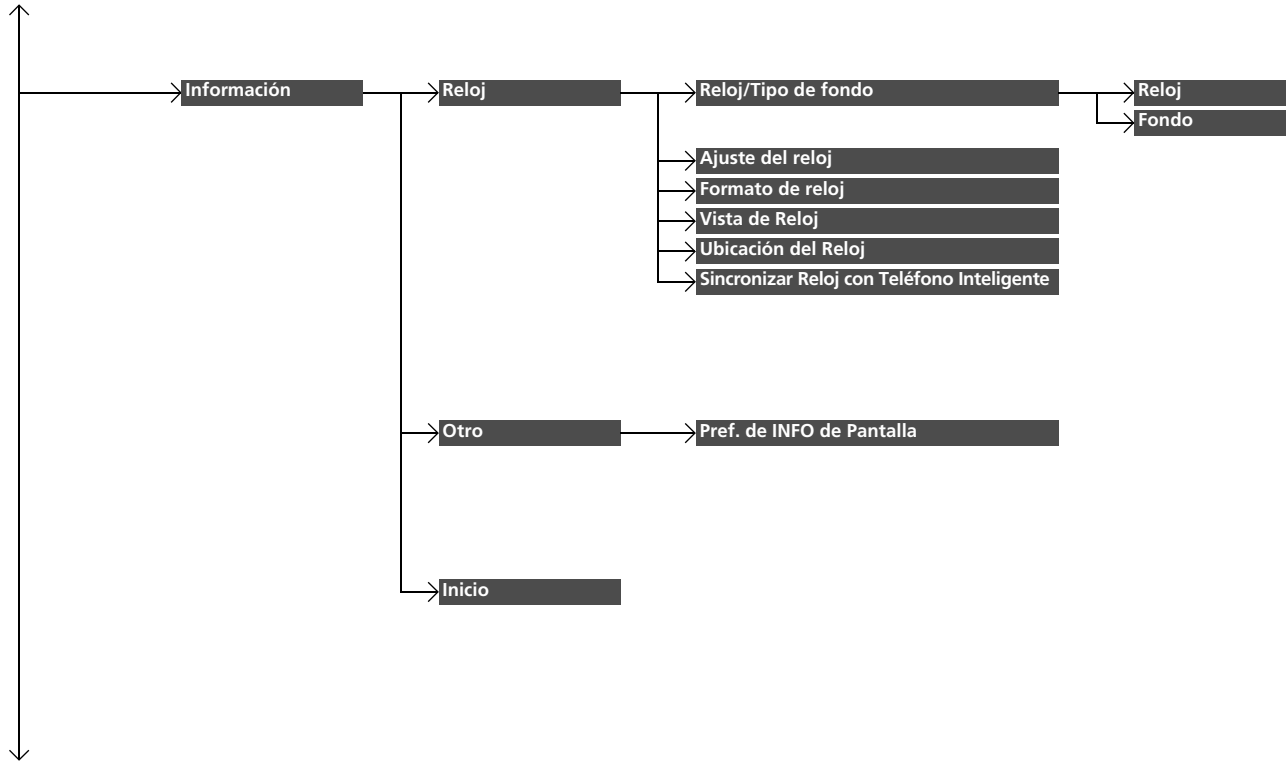 Información
Reloj
Reloj/Tipo de fondo
Reloj
Fondo
Ajuste del reloj
Formato de reloj
Vista de Reloj
Ubicación del Reloj
Sincronizar Reloj con Teléfono Inteligente
Otro
Pref. de INFO de Pantalla
Inicio